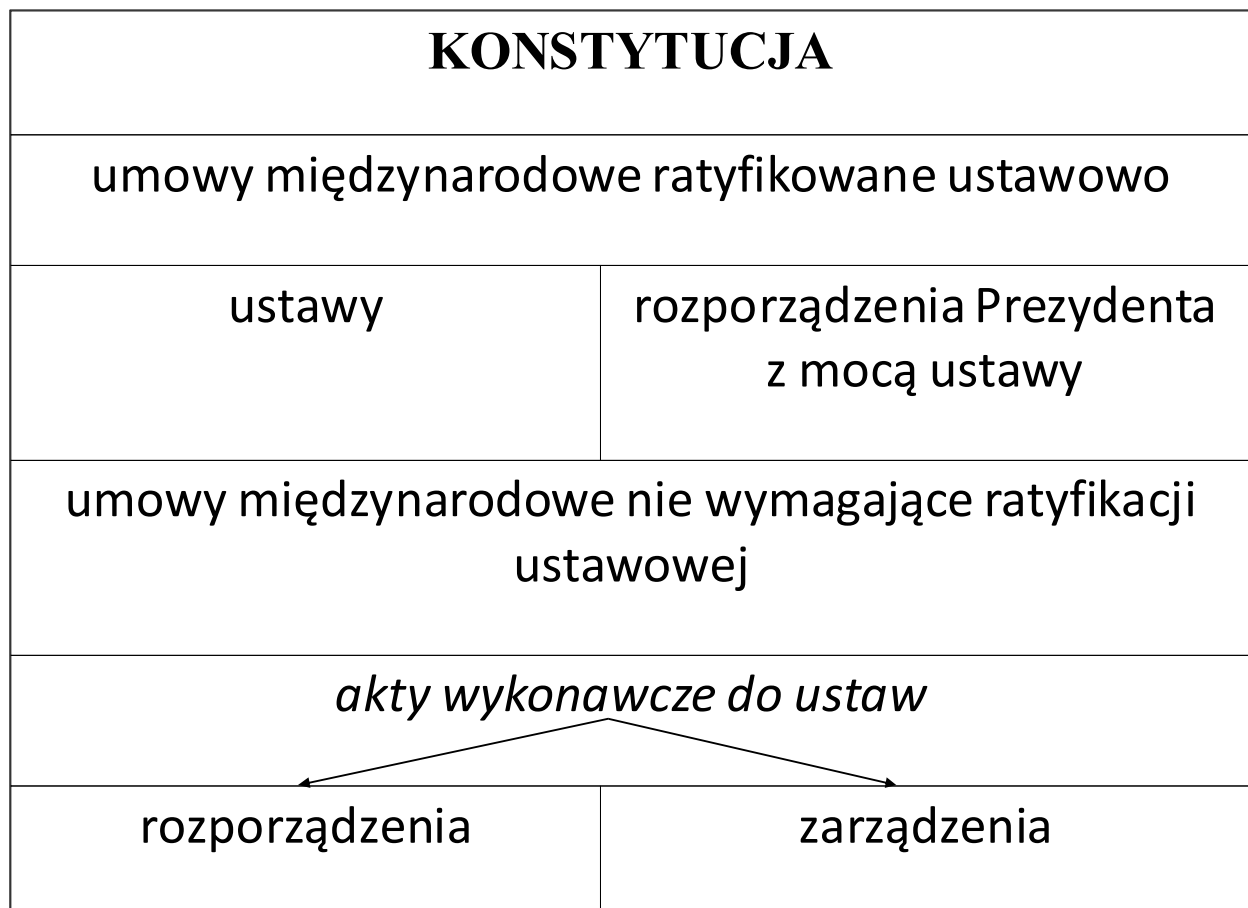 KONSTYTUCJA
umowy międzynarodowe ratyfikowane ustawowo
ustawy
rozporządzenia Prezydenta
z mocą ustawy
umowy międzynarodowe nie wymagające ratyfikacji
ustawowej
akty wykonawcze do ustaw
rozporządzenia
zarządzenia